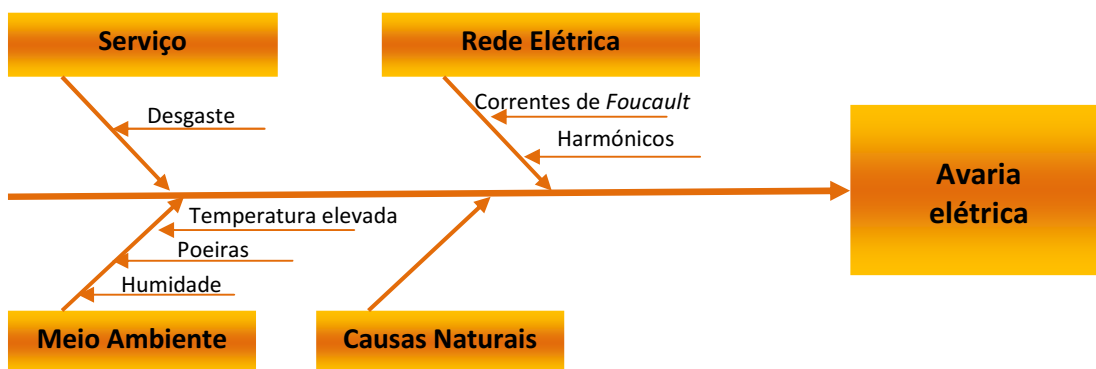 Serviço
Rede Elétrica
Desgaste
Correntes de Foucault
Harmónicos
Avaria
elétrica
Temperatura elevada
Poeiras
Humidade
Meio Ambiente
Causas Naturais